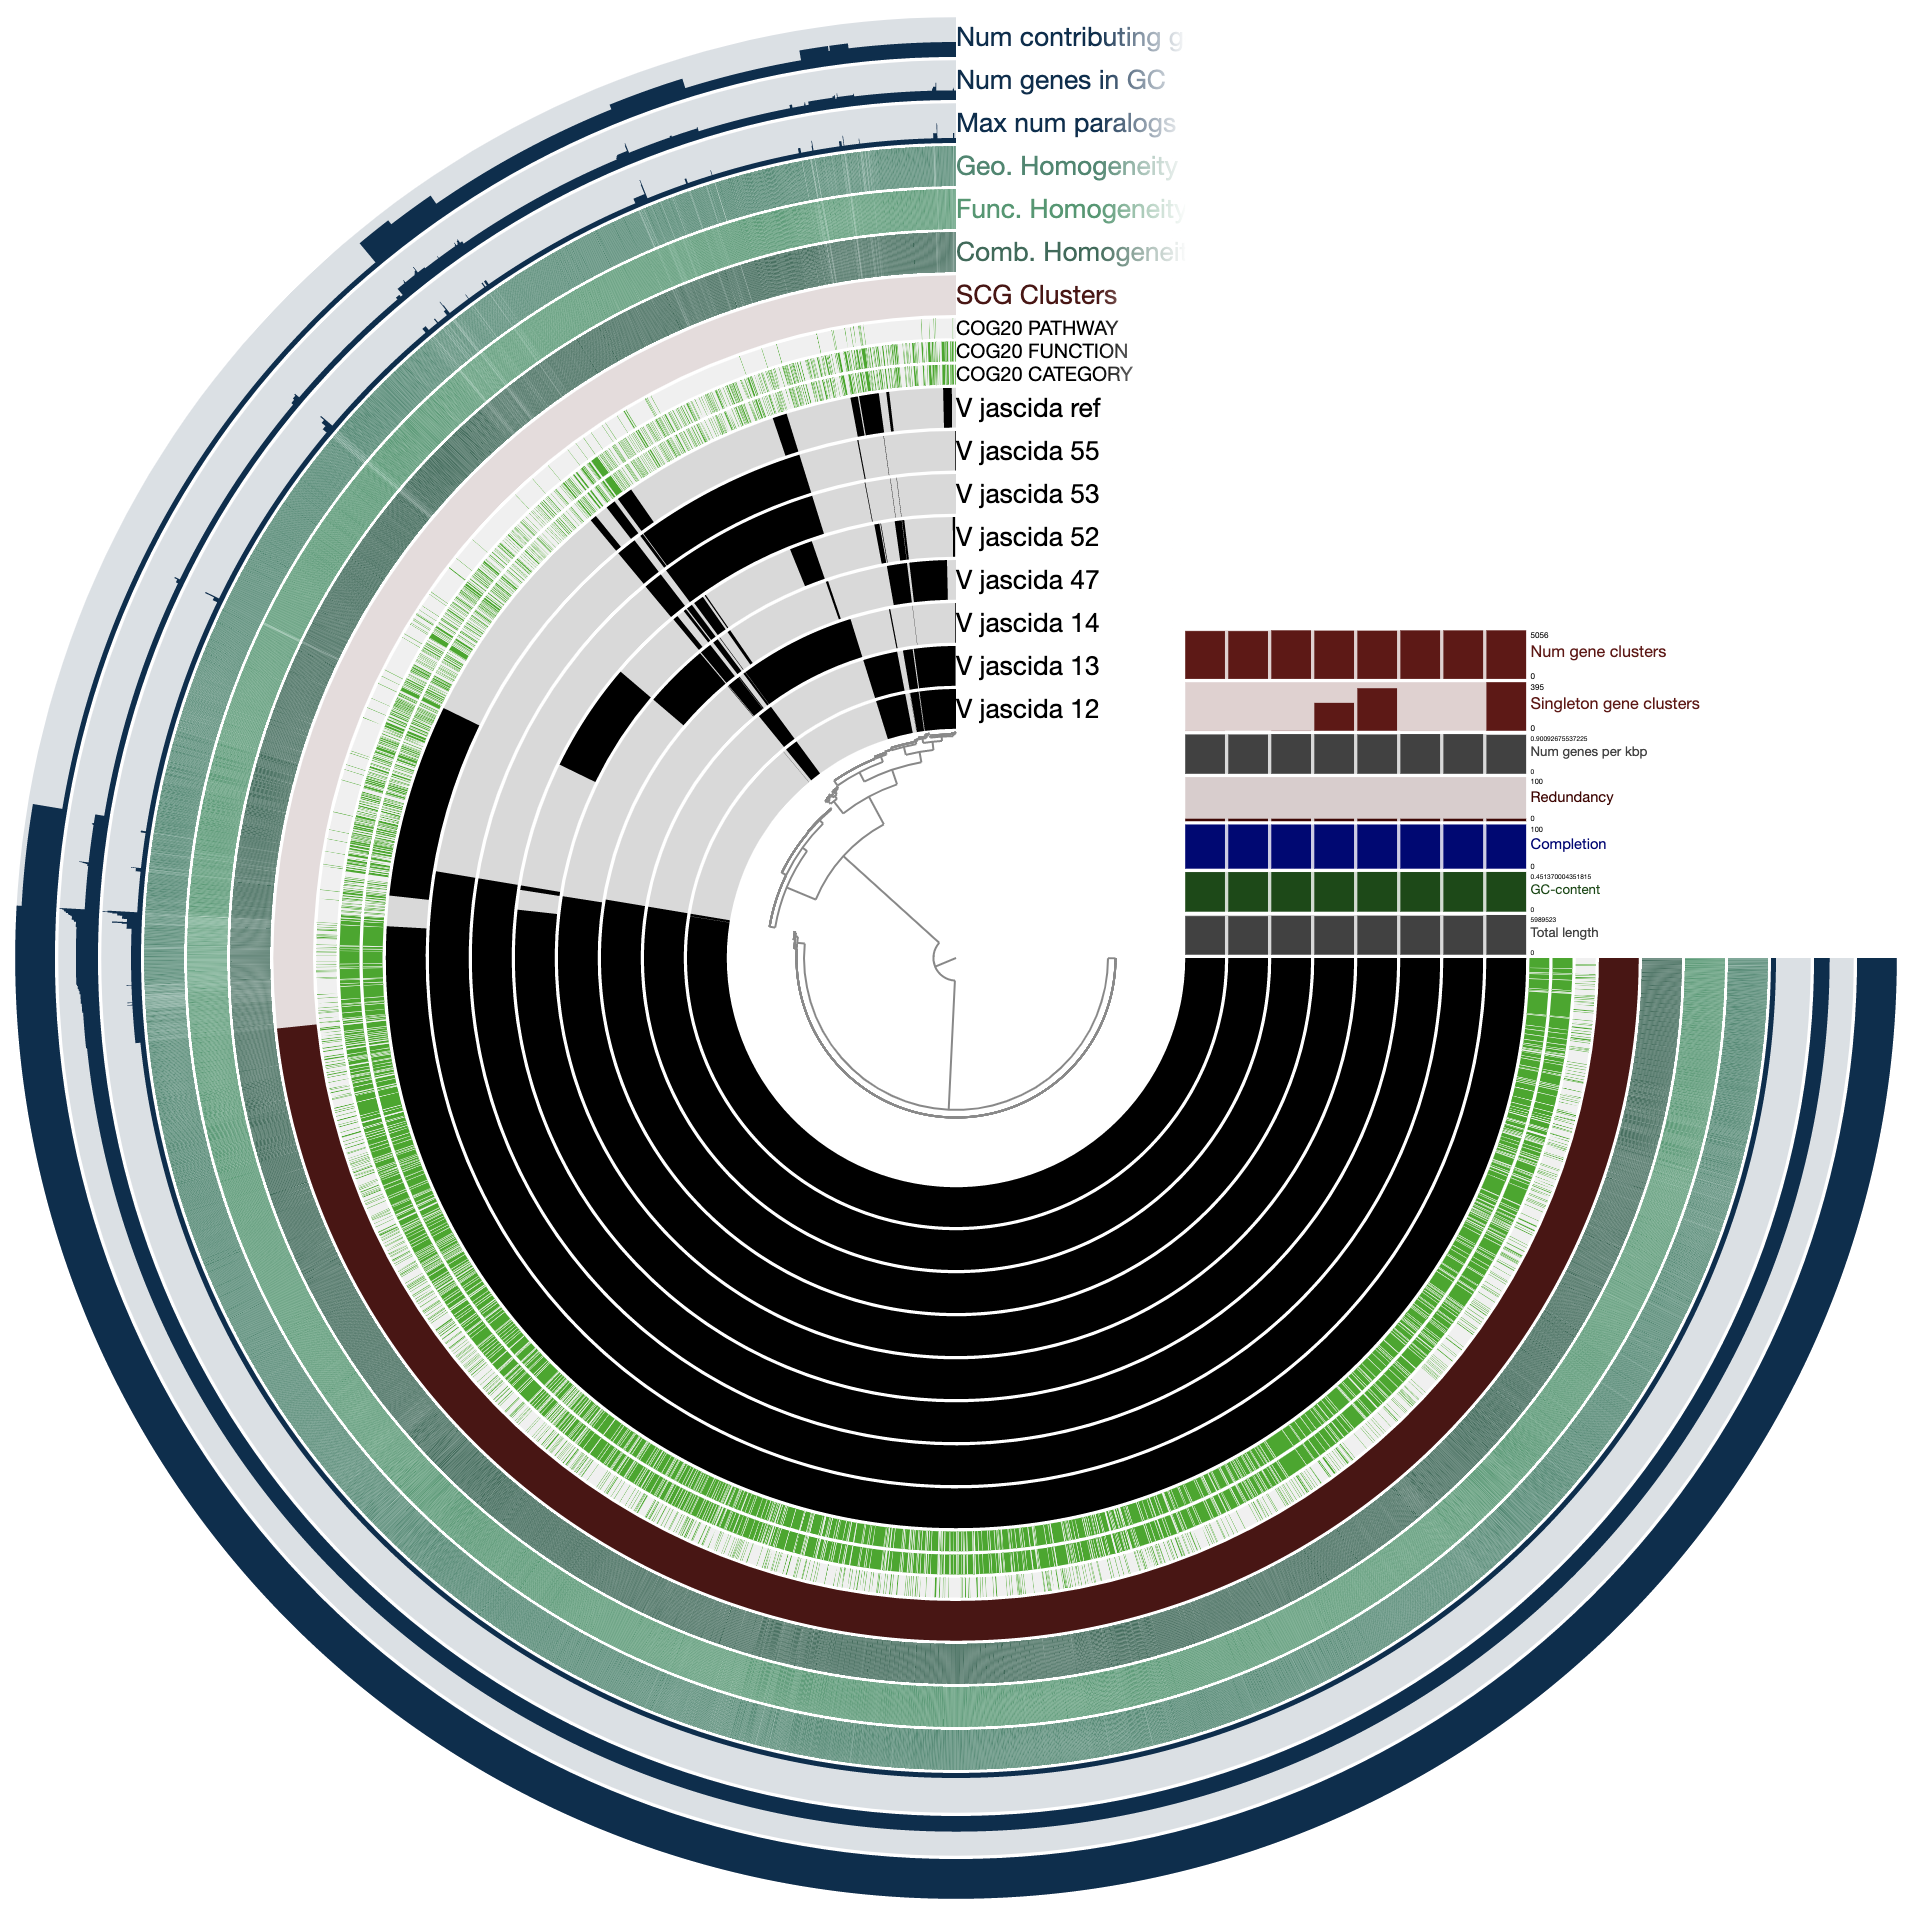 Num contributing g
Num genes in GC
Max num paralogs
Geo. Homogeneity
Func. Homogeneity
Comb. Homogenei
SCG Clusters
COG20 PATHWAY
COG20 FUNCTION
COG20 CATEGORY
V jascida ref
V jascida 55
V jascida 53
V jascida 52
V jascida 47
V jascida 14
V jascida 13
V jascida 12
5056
Num gene clusters
0
395
Singleton gene clusters
0
0.90092675537225
Num genes per kbp
0
100
Redundancy
0
100
Completion
0
0.451370004351815
GC-content
0
5989523
Total length
0